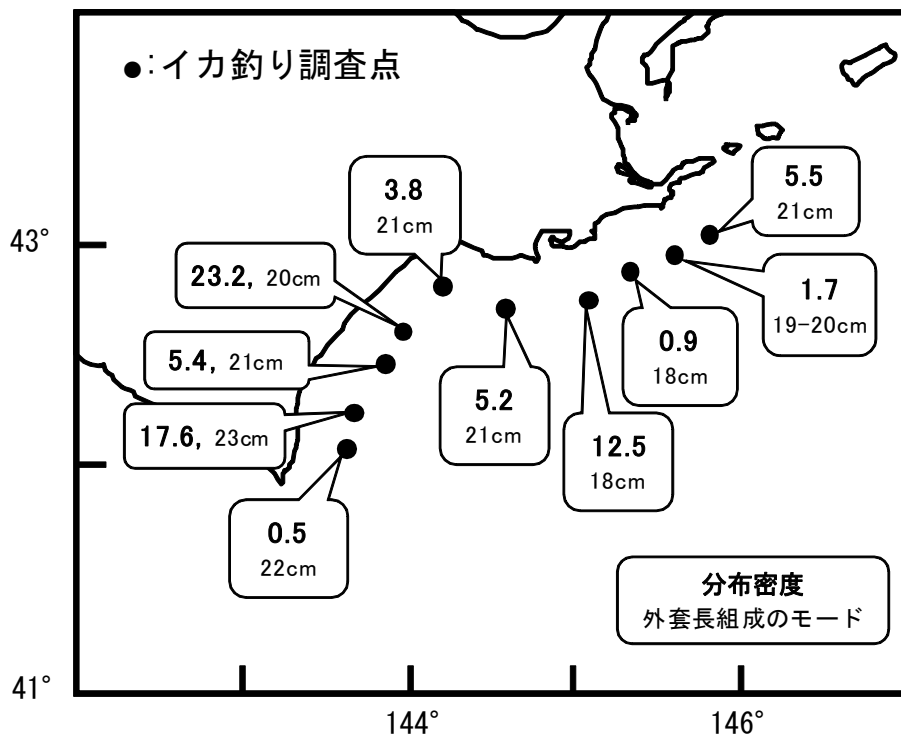 ●:イカ釣り調査点
3.8
21cm
5.5
21cm
43°
23.2, 20cm
1.7
19-20cm
0.9
18cm
5.4, 21cm
5.2
21cm
17.6, 23cm
12.5
18cm
0.5
22cm
分布密度
外套長組成のモード
41°
144°
146°